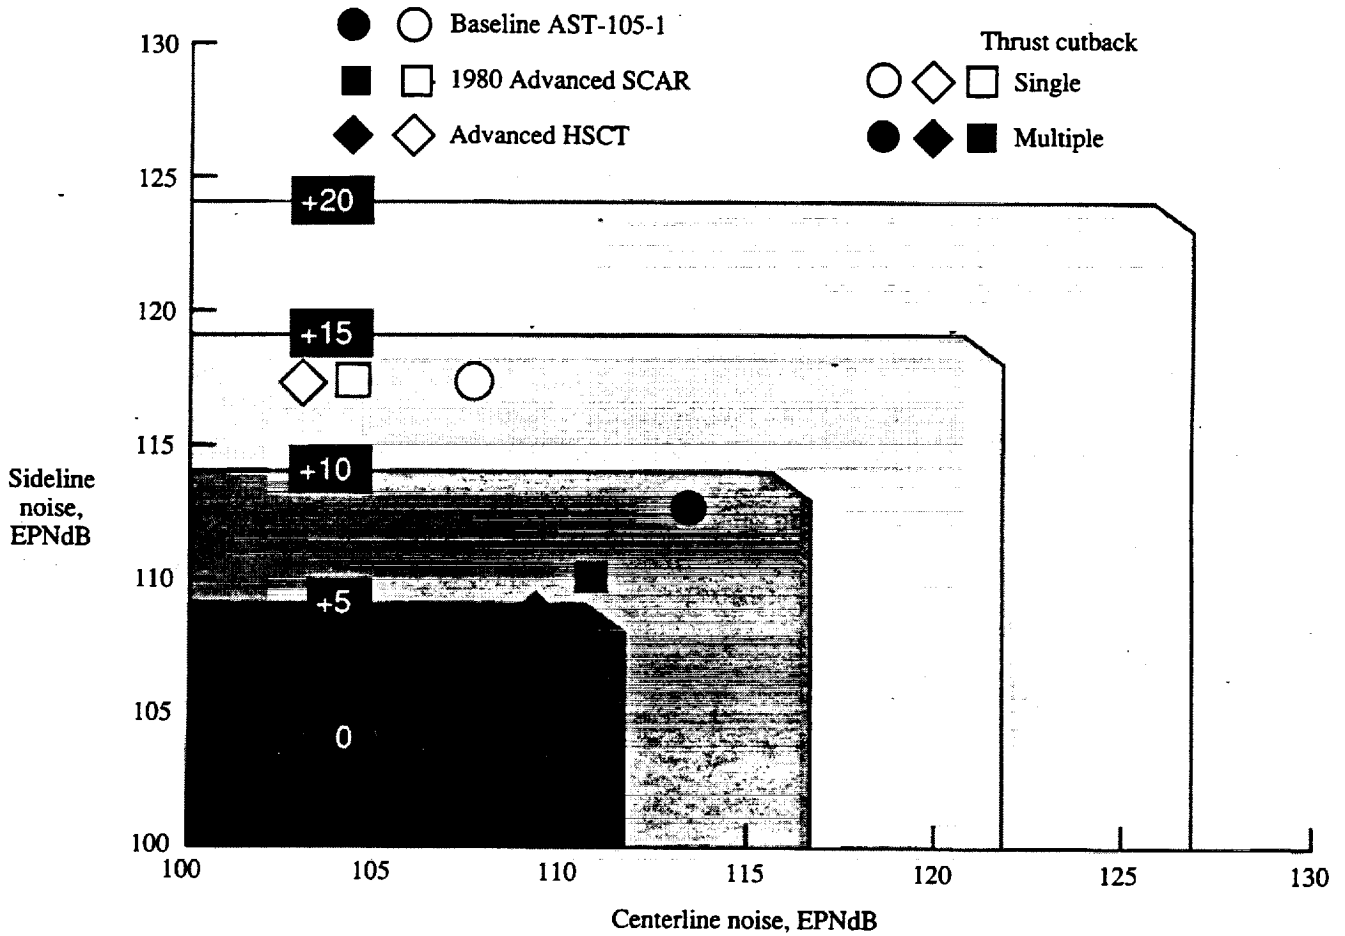 Baseline AST-105-1
1980 Advanced SCAR
Advanced HSCT
Thrust cutback
Single
Multiple
130
125
120
115
110
105
100
+20
+15
+10
+5
0
Sideline
noise,
EPNdB
100
105
110
115
120
125
130
Centerline noise, EPNdB